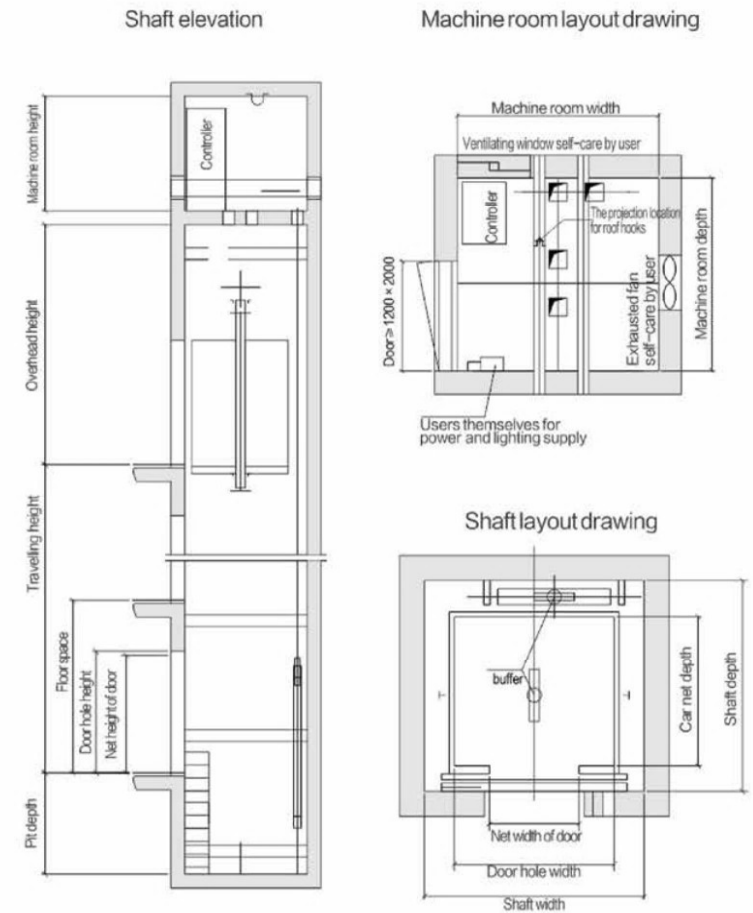 Shaft elevation
Machine room height
Controller
Overhead height
Travelling height
Floor space
Door hole height
Net height of door
Pit depth
Machine room layout drawing
Machine room width
Ventilating window self-care by user
Controller
The projection location
for roof hooks
Door≥1200×2000
Exhausted fan
self-care by user
Machine room depth
Users themselves for
power and lighting supply
Shaft layout drawing
buffer
Car net depth
Shaft depth
Net width of door
Door hole width
Shaft width